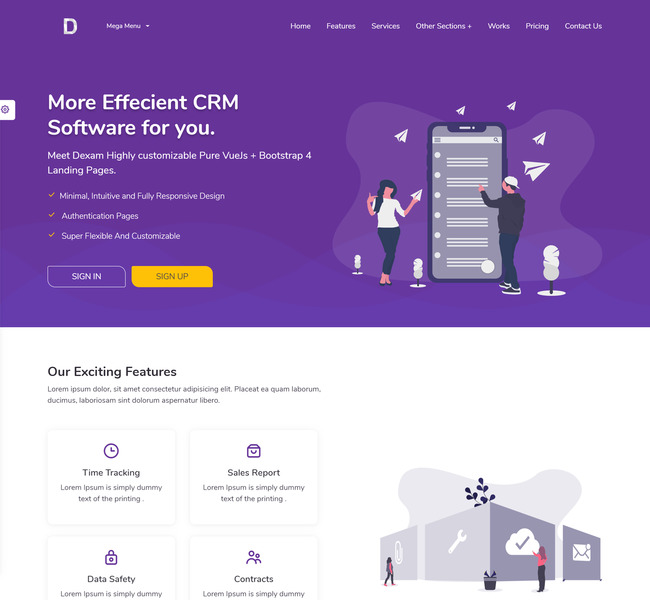 D
Mega Menu
Home Features Services Other Sections + Works Pricing Contact Us
More Effecient CRM
Software for you.
Meet Dexam Highly customizable Pure VueJs + Bootstrap 4
Landing Pages.
Minimal, Intuitive and Fully Responsive Design
Authentication Pages
Super Flexible And Customizable
SIGN IN
SIGN UP
Our Exciting Features
Lorem ipsum dolor, sit amet consectetur adipisicing elit. Placeat ea quam laborum,
ducimus, laboriosam sint dolorum aspernatur libero.
Time Tracking
Lorem Ipsum is simply dummy
text of the printing .
Sales Report
Lorem Ipsum is simply dummy
text of the printing .
Data Safety
Lorem Ipsum is simply dummy
Contracts
Lorem Ipsum is simply dummy